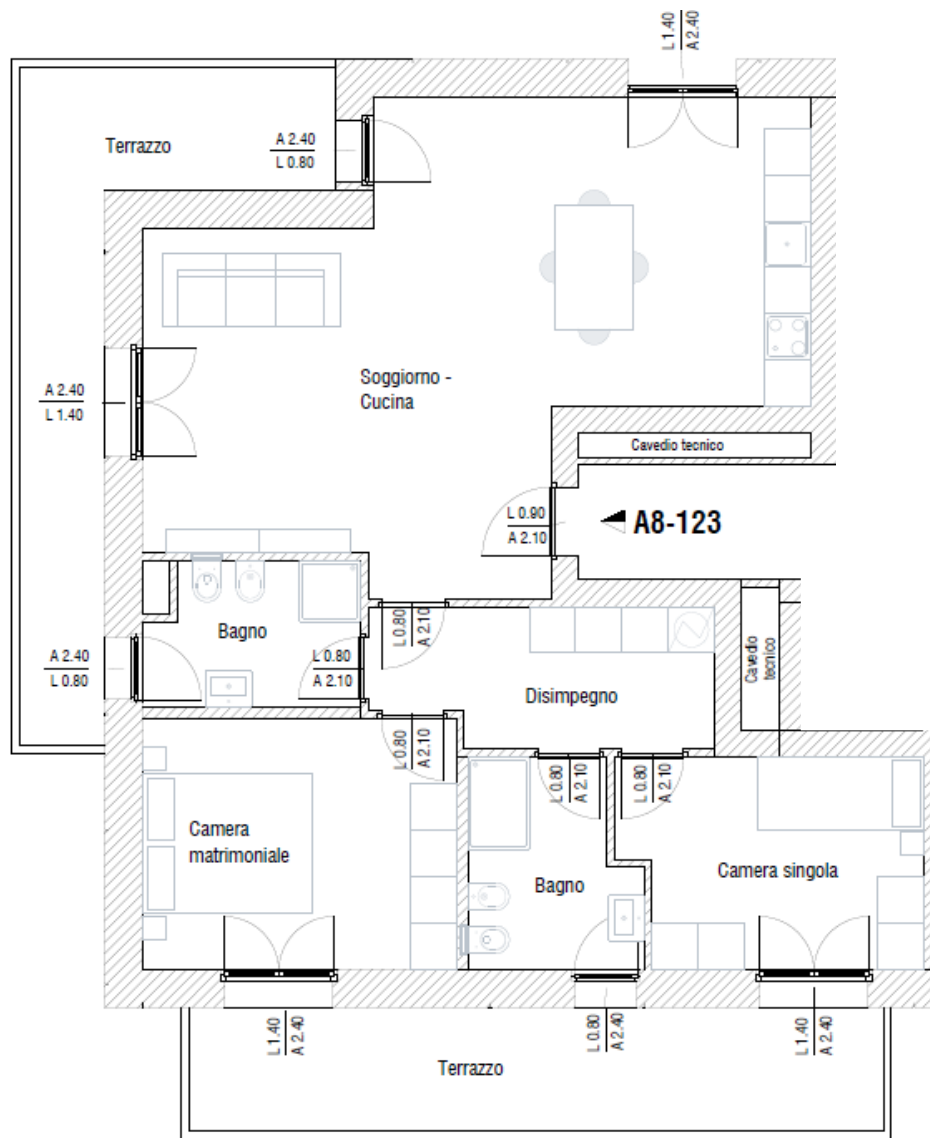 L 1.40
A 2.40
Terrazzo
A 2.40
L 0.80
A 2.40
L 1.40
Soggiorno -
Cucina
Cavedio tecnico
L 0.90
A 2.10
A8-123
Bagno
L 0.80
A 2.10
A 2.40
L 0.80
L 0.80
A 2.10
Disimpegno
Cavedio
tecnico
L 0.80
A 2.10
L 0.80
A 2.10
L 0.80
A 2.10
Camera
matrimoniale
Bagno
Camera singola
L 1.40
A 2.40
L 0.80
A 2.40
L 1.40
A 2.40
Terrazzo